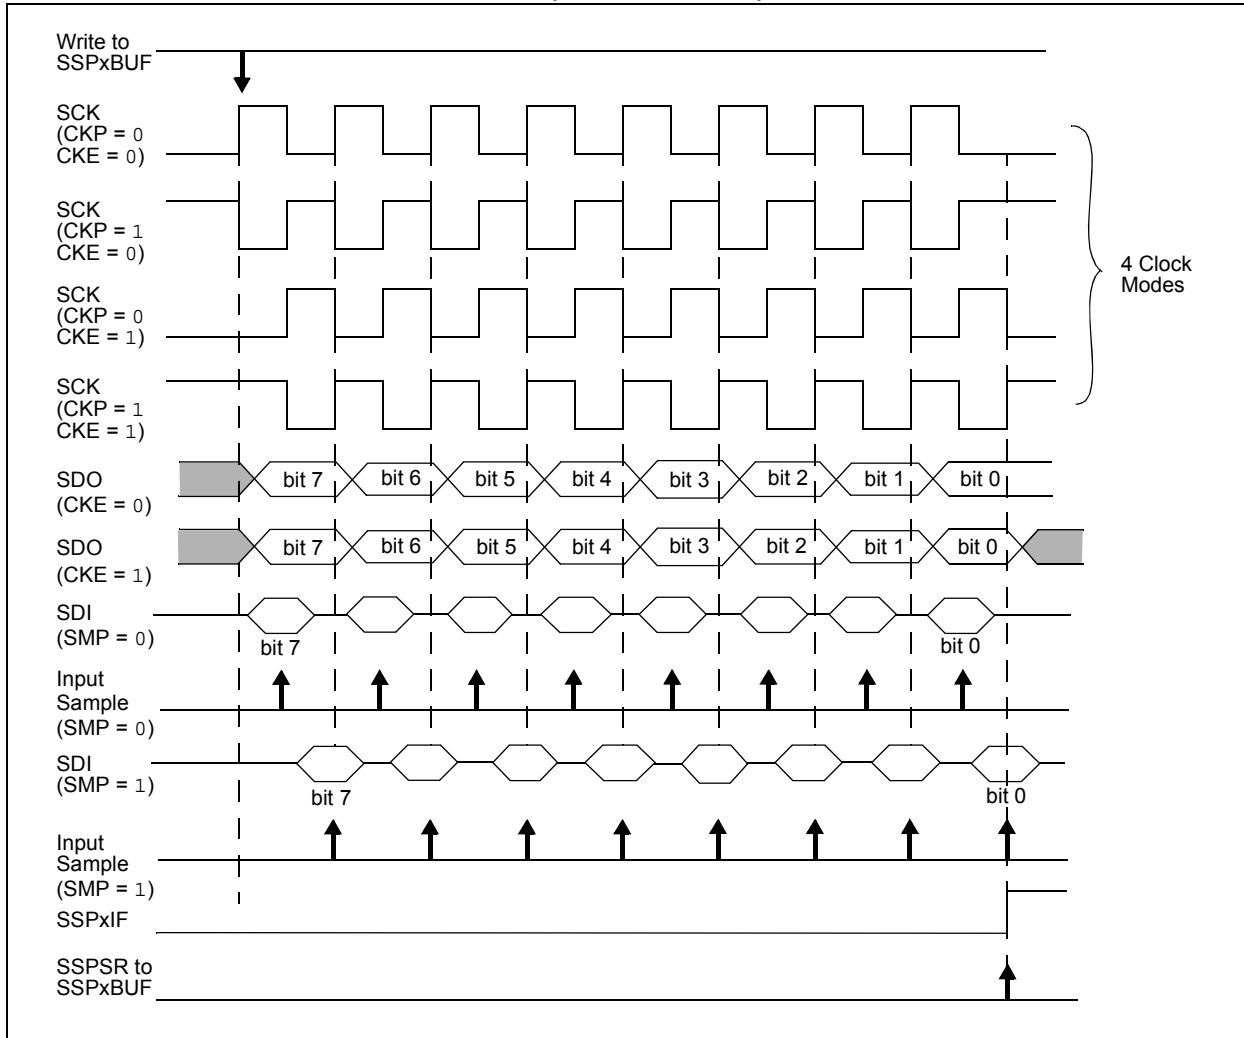 Write to
SSPxBUF
SCK
(CKP = 0
CKE = 0)
SCK
(CKP = 1
CKE = 0)
4 Clock
Modes
SCK
(CKP = 0
CKE = 1)
SCK
(CKP = 1
CKE = 1)
SDO
(CKE = 0)
bit 7 bit 6 bit 5 bit 4 bit 3 bit 2 bit 1 bit 0
SDO
(CKE = 1)
bit 7 bit 6 bit 5 bit 4 bit 3 bit 2 bit 1 bit 0
SDI
(SMP = 0)
bit 7 bit 0
Input
Sample
(SMP = 0)
SDI
(SMP = 1)
bit 7 bit 0
Input
Sample
(SMP = 1)
SSPxIF
SSPSR to
SSPxBUF